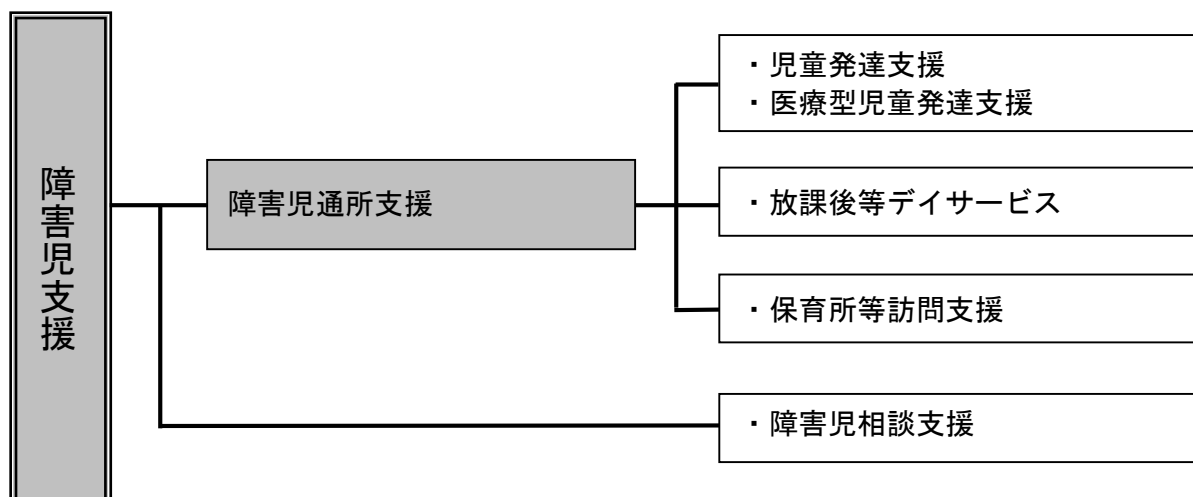 障害児支援
障害児通所支援
・児童発達支援
・医療型児童発達支援
・放課後等デイサービス
・保育所等訪問支援
・障害児相談支援